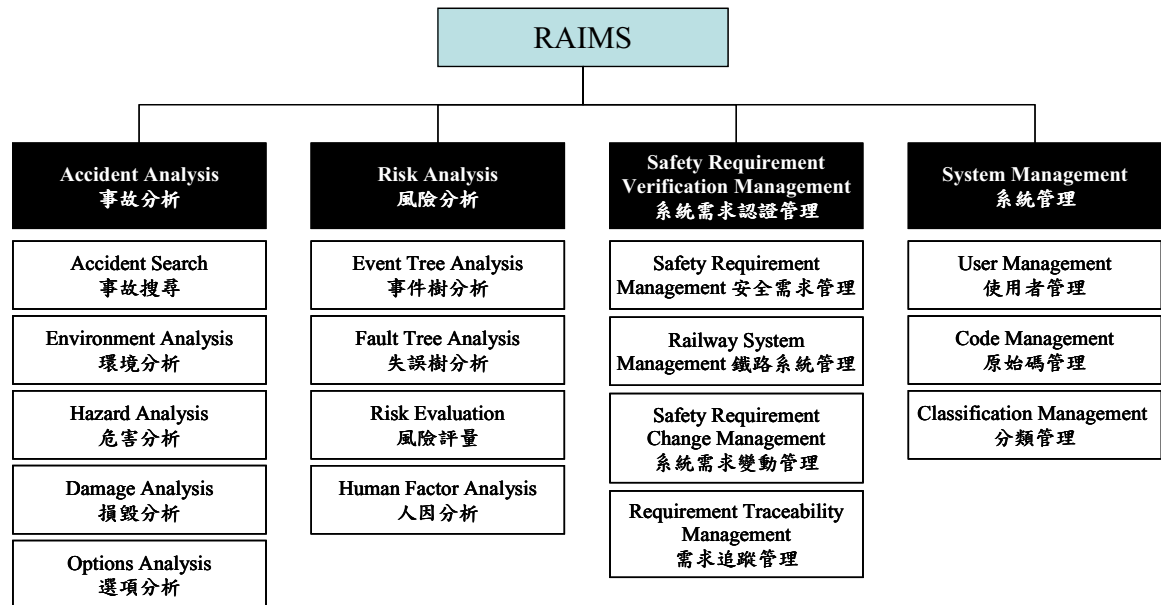 RAIMS
Accident Analysis
事故分析
Accident Search
事故搜尋
Environment Analysis
環境分析
Hazard Analysis
危害分析
Damage Analysis
損毀分析
Options Analysis
選項分析
Risk Analysis
風險分析
Event Tree Analysis
事件樹分析
Fault Tree Analysis
失誤樹分析
Risk Evaluation
風險評量
Human Factor Analysis
人因分析
Safety Requirement
Verification Management
系統需求認證管理
Safety Requirement
Management 安全需求管理
Railway System
Management 鐵路系統管理
Safety Requirement
Change Management
系統需求變動管理
Requirement Traceability
Management
需求追蹤管理
System Management
系統管理
User Management
使用者管理
Code Management
原始碼管理
Classification Management
分類管理